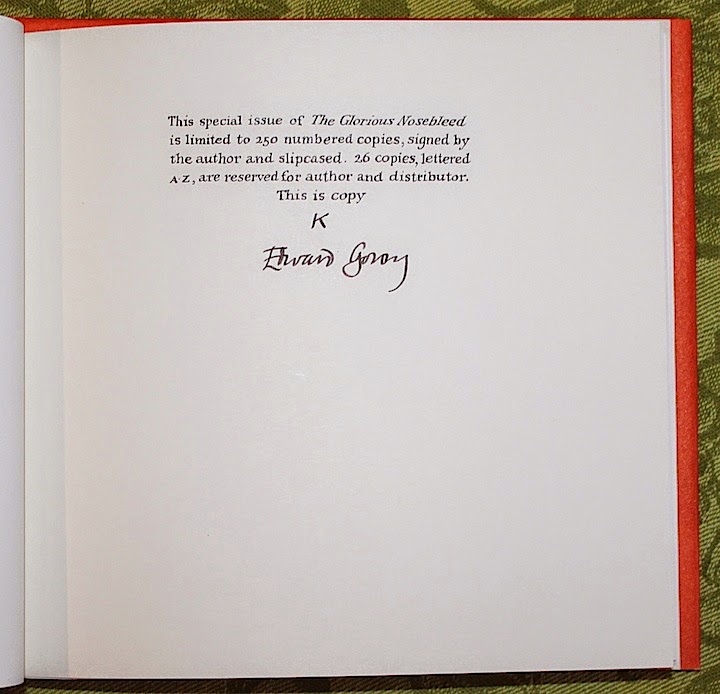 This special issue of The Glorious Nosebleed
is limited to 250 numbered copies, signed by
the author and slipcased. 26 copies, lettered
A-Z, are reserved for author and distributor.
This is copy
K
Edward Gorey